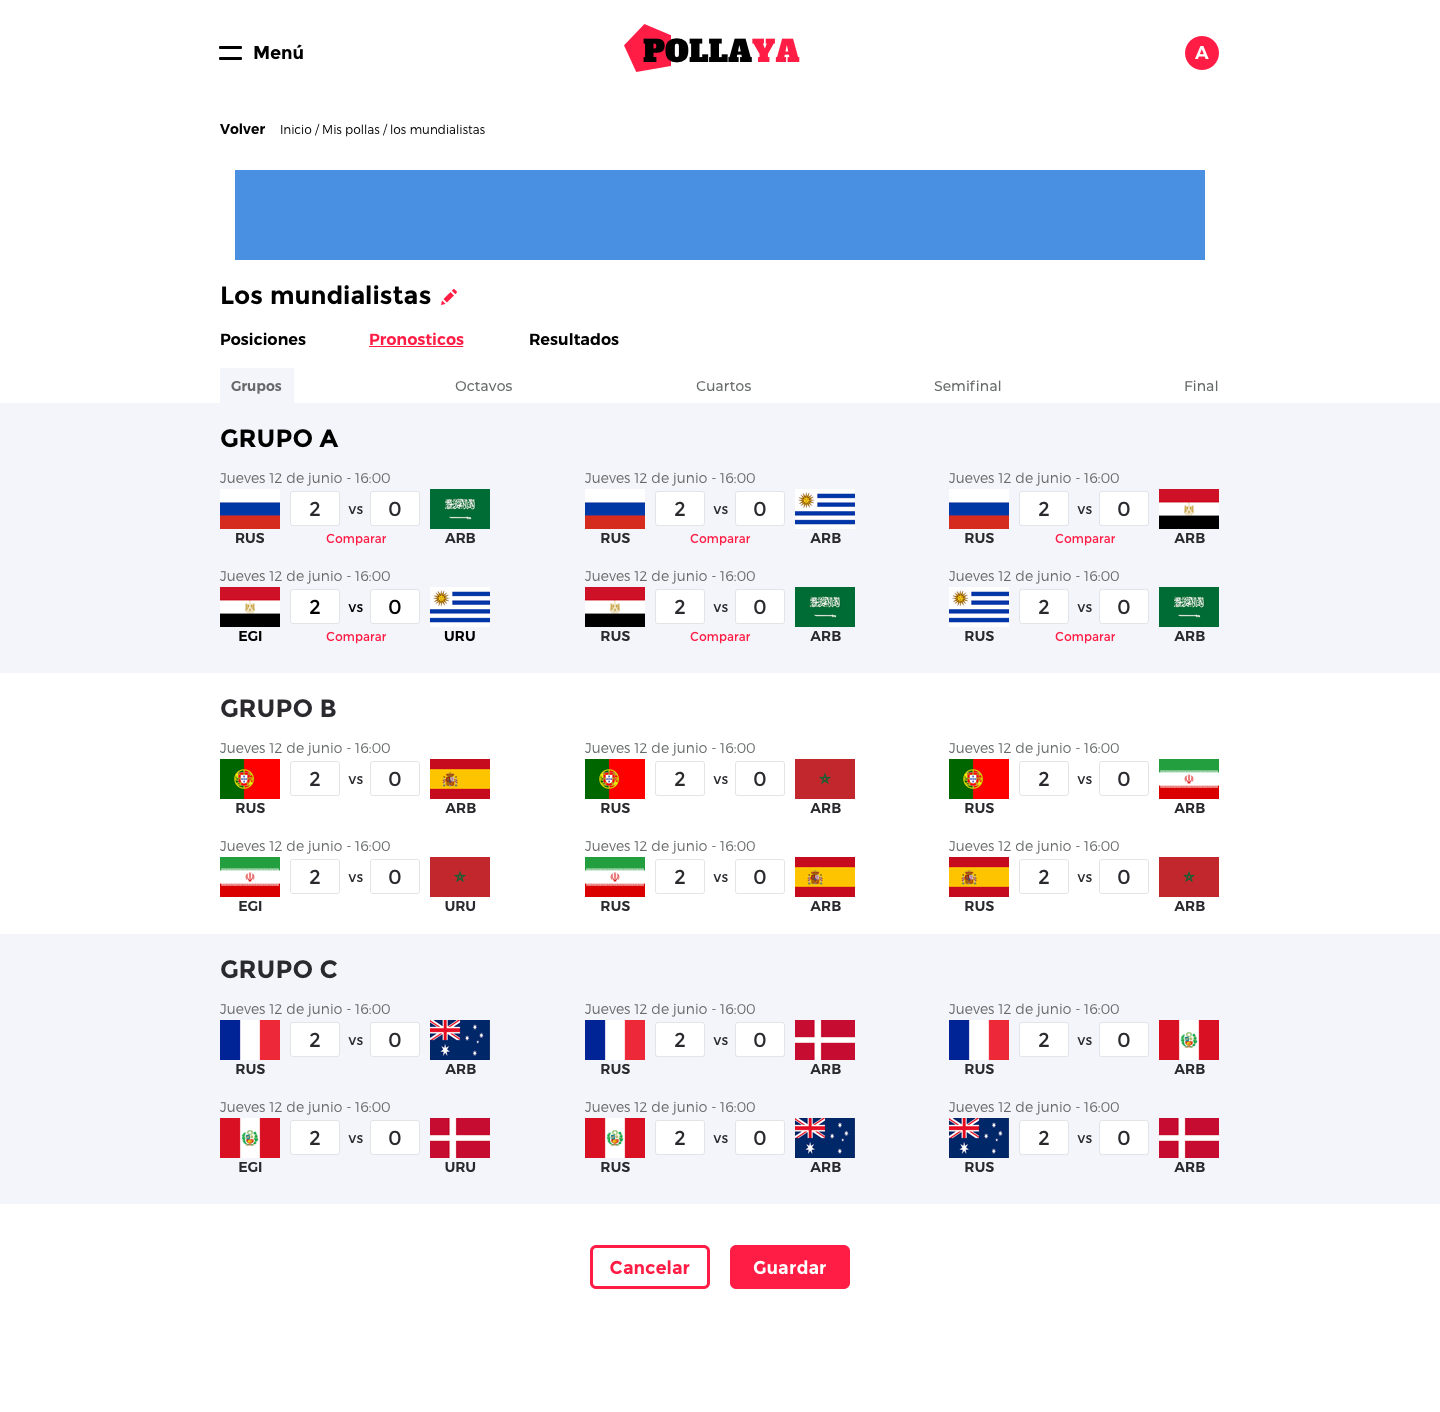 Menú
POLLAYA
A
Volver Inicio / Mis pollas / los mundialistas
Los mundialistas
Posiciones Pronosticos Resultados
Grupos Octavos Cuartos Semifinal Final
GRUPO A
Jueves 12 de junio - 16:00 Jueves 12 de junio - 16:00 Jueves 12 de junio - 16:00
2 vs 0 2 vs 0 2 vs 0
RUS Comparar ARB RUS Comparar ARB RUS Comparar ARB
Jueves 12 de junio - 16:00 Jueves 12 de junio - 16:00 Jueves 12 de junio - 16:00
2 vs 0 2 vs 0 2 vs 0
EGI Comparar URU RUS Comparar ARB RUS Comparar ARB
GRUPO B
Jueves 12 de junio - 16:00 Jueves 12 de junio - 16:00 Jueves 12 de junio - 16:00
2 vs 0 2 vs 0 2 vs 0
RUS ARB RUS ARB RUS ARB
Jueves 12 de junio - 16:00 Jueves 12 de junio - 16:00 Jueves 12 de junio - 16:00
2 vs 0 2 vs 0 2 vs 0
EGI URU RUS ARB RUS ARB
GRUPO C
Jueves 12 de junio - 16:00 Jueves 12 de junio - 16:00 Jueves 12 de junio - 16:00
2 vs 0 2 vs 0 2 vs 0
RUS ARB RUS ARB RUS ARB
Jueves 12 de junio - 16:00 Jueves 12 de junio - 16:00 Jueves 12 de junio - 16:00
2 vs 0 2 vs 0 2 vs 0
EGI URU RUS ARB RUS ARB
Cancelar Guardar